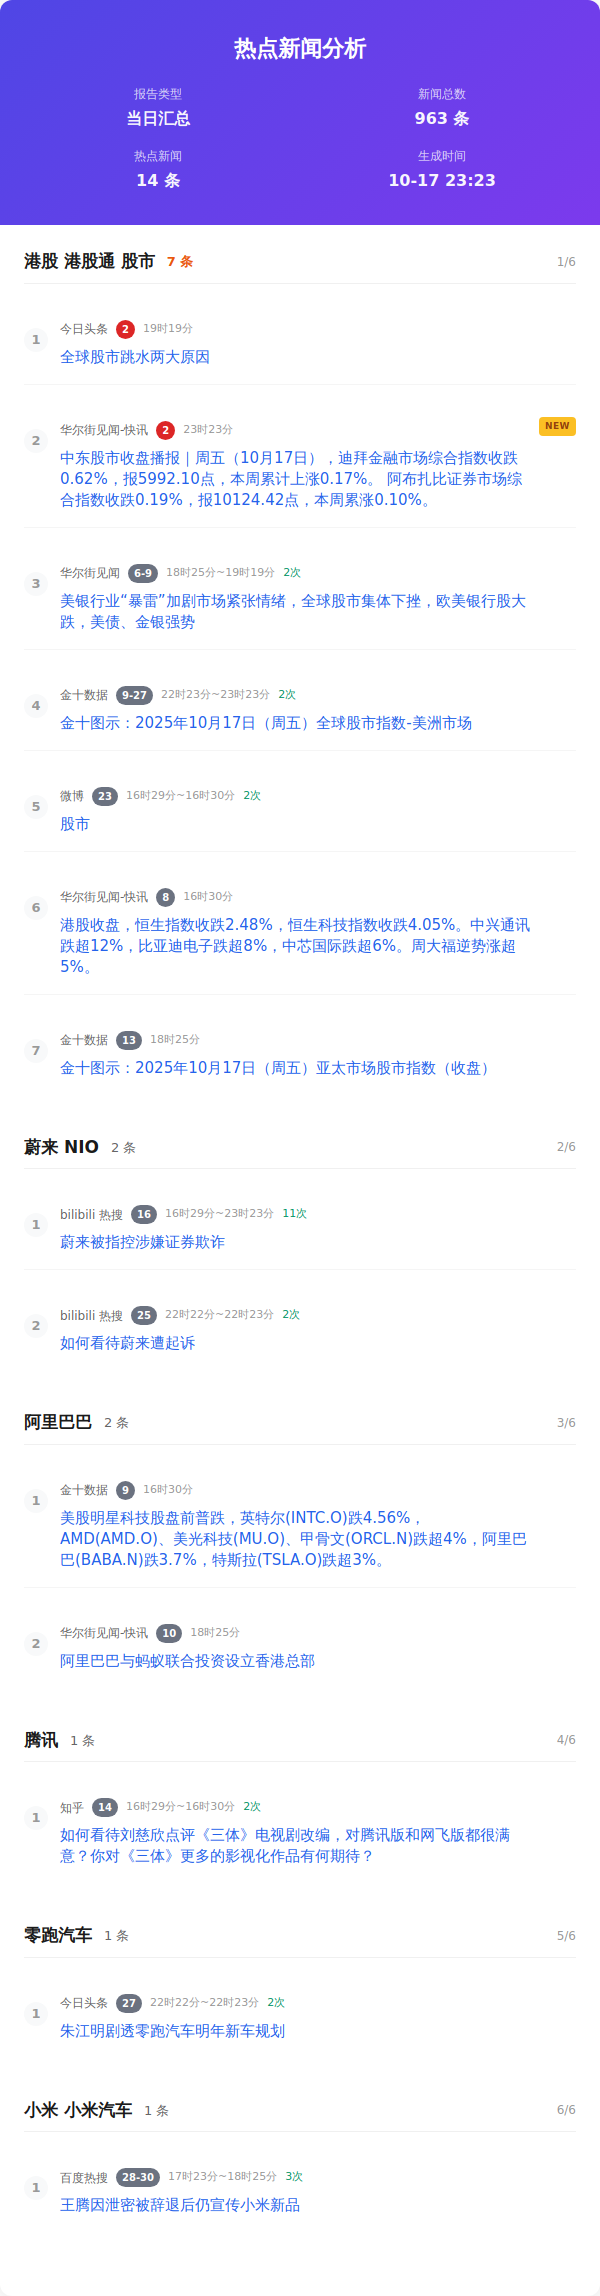 热点新闻分析
报告类型
新闻总数
当日汇总
963 条
热点新闻
生成时间
14 条
10-17 23:23
港股 港股通 股市 7 条 1/6
1
今日头条 2 19时19分
全球股市跳水两大原因
2
华尔街见闻-快讯 2 23时23分 NEW
中东股市收盘播报｜周五（10月17日），迪拜金融市场综合指数收跌
0.62%，报5992.10点，本周累计上涨0.17%。 阿布扎比证券市场综
合指数收跌0.19%，报10124.42点，本周累涨0.10%。
3
华尔街见闻 6-9 18时25分~19时19分 2次
美银行业“暴雷”加剧市场紧张情绪，全球股市集体下挫，欧美银行股大
跌，美债、金银强势
4
金十数据 9-27 22时23分~23时23分 2次
金十图示：2025年10月17日（周五）全球股市指数-美洲市场
5
微博 23 16时29分~16时30分 2次
股市
6
华尔街见闻-快讯 8 16时30分
港股收盘，恒生指数收跌2.48%，恒生科技指数收跌4.05%。中兴通讯
跌超12%，比亚迪电子跌超8%，中芯国际跌超6%。周大福逆势涨超
5%。
7
金十数据 13 18时25分
金十图示：2025年10月17日（周五）亚太市场股市指数（收盘）
蔚来 NIO 2 条 2/6
1
bilibili 热搜 16 16时29分~23时23分 11次
蔚来被指控涉嫌证券欺诈
2
bilibili 热搜 25 22时22分~22时23分 2次
如何看待蔚来遭起诉
阿里巴巴 2 条 3/6
1
金十数据 9 16时30分
美股明星科技股盘前普跌，英特尔(INTC.O)跌4.56%，
AMD(AMD.O)、美光科技(MU.O)、甲骨文(ORCL.N)跌超4%，阿里巴
巴(BABA.N)跌3.7%，特斯拉(TSLA.O)跌超3%。
2
华尔街见闻-快讯 10 18时25分
阿里巴巴与蚂蚁联合投资设立香港总部
腾讯 1 条 4/6
1
知乎 14 16时29分~16时30分 2次
如何看待刘慈欣点评《三体》电视剧改编，对腾讯版和网飞版都很满
意？你对《三体》更多的影视化作品有何期待？
零跑汽车 1 条 5/6
1
今日头条 27 22时22分~22时23分 2次
朱江明剧透零跑汽车明年新车规划
小米 小米汽车 1 条 6/6
1
百度热搜 28-30 17时23分~18时25分 3次
王腾因泄密被辞退后仍宣传小米新品